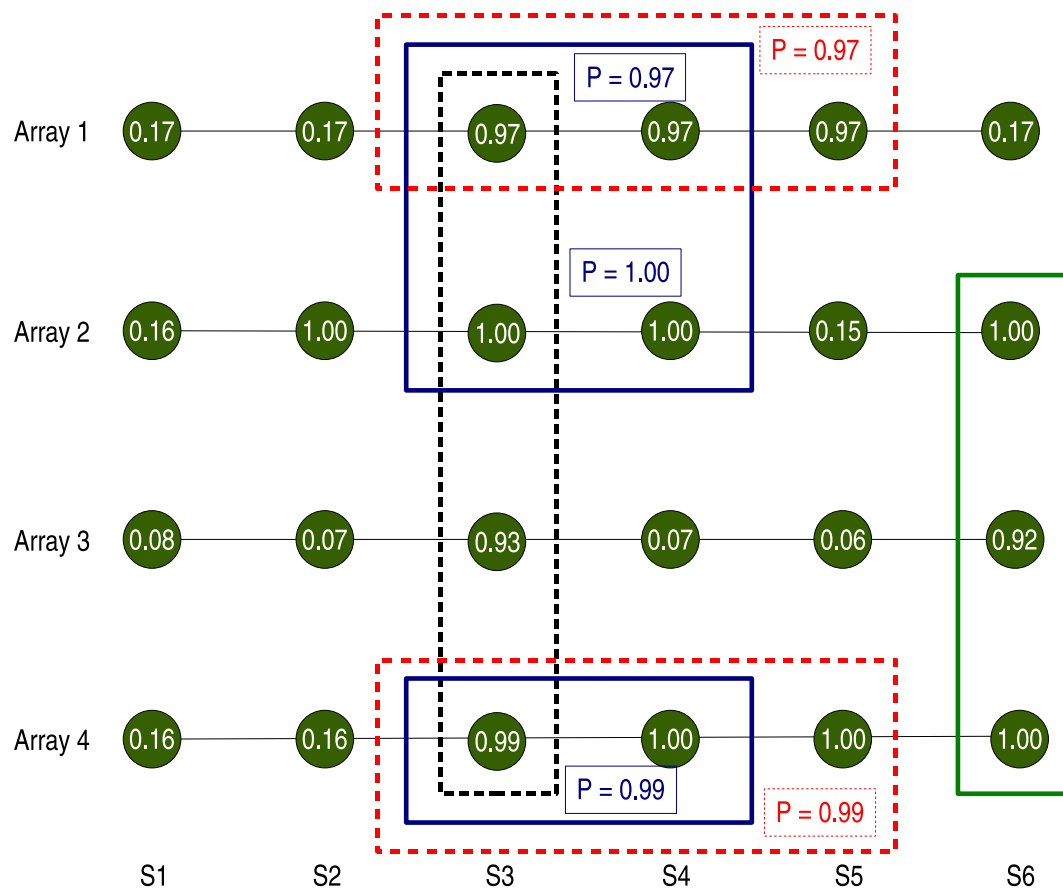 P = 0.97
P = 0.97
Array 1 0.17 0.17 0.97 0.97 0.97 0.17
P = 1.00
Array 2 0.16 1.00 1.00 1.00 0.15 1.00
Array 3 0.08 0.07 0.93 0.07 0.06 0.92
Array 4 0.16 0.16 0.99 1.00 1.00 1.00
P = 0.99
P = 0.99
S1 S2 S3 S4 S5 S6